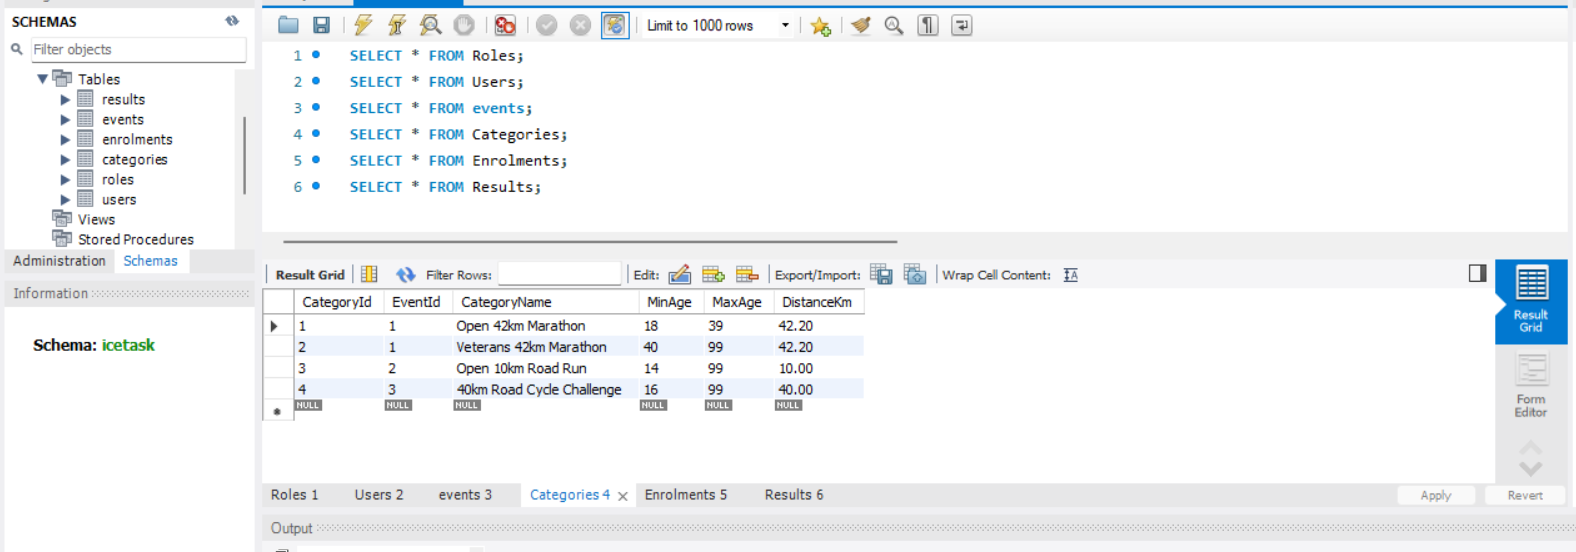 SCHEMAS
Filter objects
Tables
results
events
enrolments
categories
roles
users
Views
Stored Procedures
Administration Schemas
Information
Schema: icetask
Limit to 1000 rows
1 SELECT * FROM Roles;
2 SELECT * FROM Users;
3 SELECT * FROM events;
4 SELECT * FROM Categories;
5 SELECT * FROM Enrolments;
6 SELECT * FROM Results;
Result Grid Filter Rows: Edit: Export/Import: Wrap Cell Content:
CategoryId EventId CategoryName MinAge MaxAge DistanceKm
1 1 Open 42km Marathon 18 39 42.20
2 1 Veterans 42km Marathon 40 99 42.20
3 2 Open 10km Road Run 14 99 10.00
4 3 40km Road Cycle Challenge 16 99 40.00
NULL NULL NULL NULL NULL NULL
Result
Grid
Form
Editor
Roles 1 Users 2 events 3 Categories 4 Enrolments 5 Results 6 Apply Revert
Output